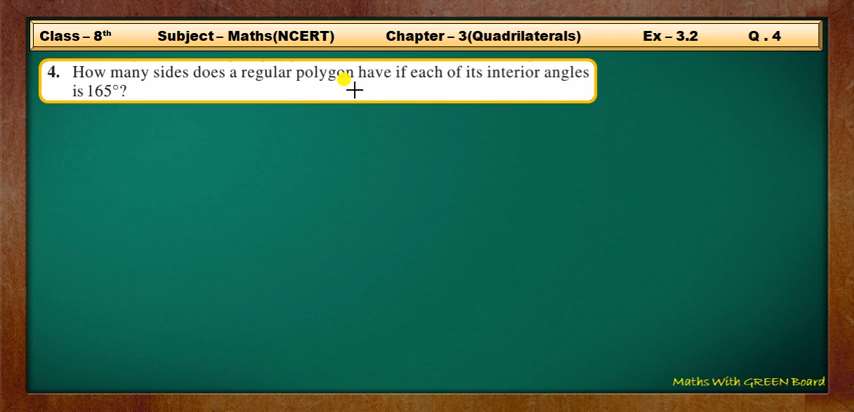 Class – 8th Subject – Maths(NCERT) Chapter – 3(Quadrilaterals) Ex – 3.2 Q . 4
4. How many sides does a regular polygon have if each of its interior angles
is 165°?
Maths With GREEN Board